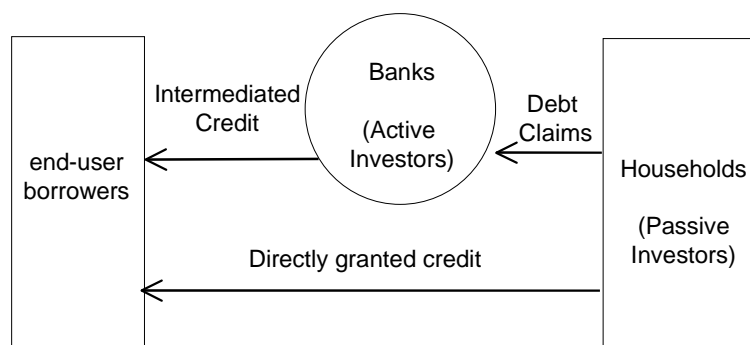 Banks
(Active
Investors)
Intermediated
Credit
Debt
Claims
end-user
borrowers
Households
(Passive
Investors)
Directly granted credit